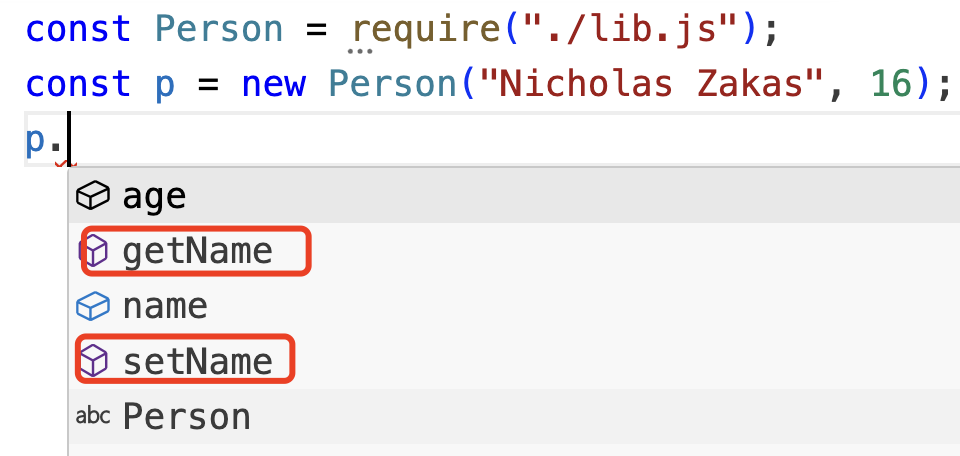 const Person = require("./lib.js");
const p = new Person("Nicholas Zakas", 16);
p.
age
getName
name
setName
abc Person